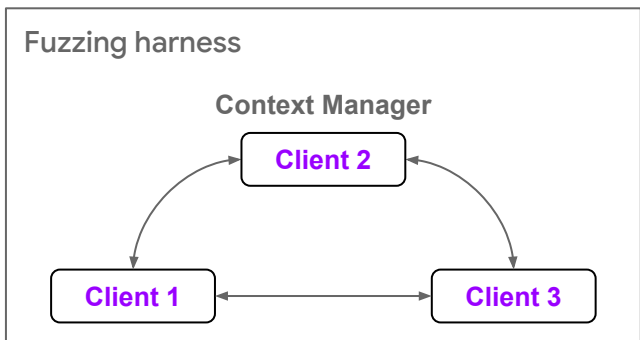 Fuzzing harness
Context Manager
Client 2
Client 1
Client 3